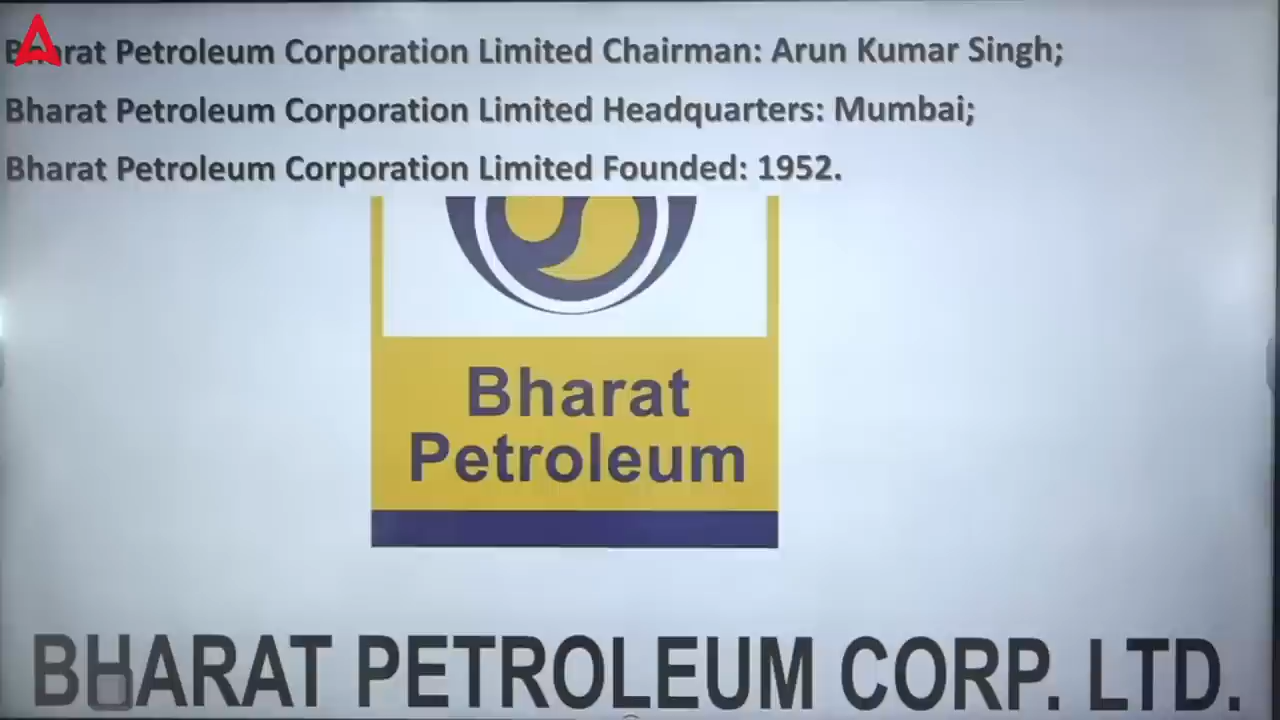 Bharat Petroleum Corporation Limited Chairman: Arun Kumar Singh;
Bharat Petroleum Corporation Limited Headquarters: Mumbai;
Bharat Petroleum Corporation Limited Founded: 1952.
Bharat
Petroleum
BHARAT PETROLEUM CORP. LTD.